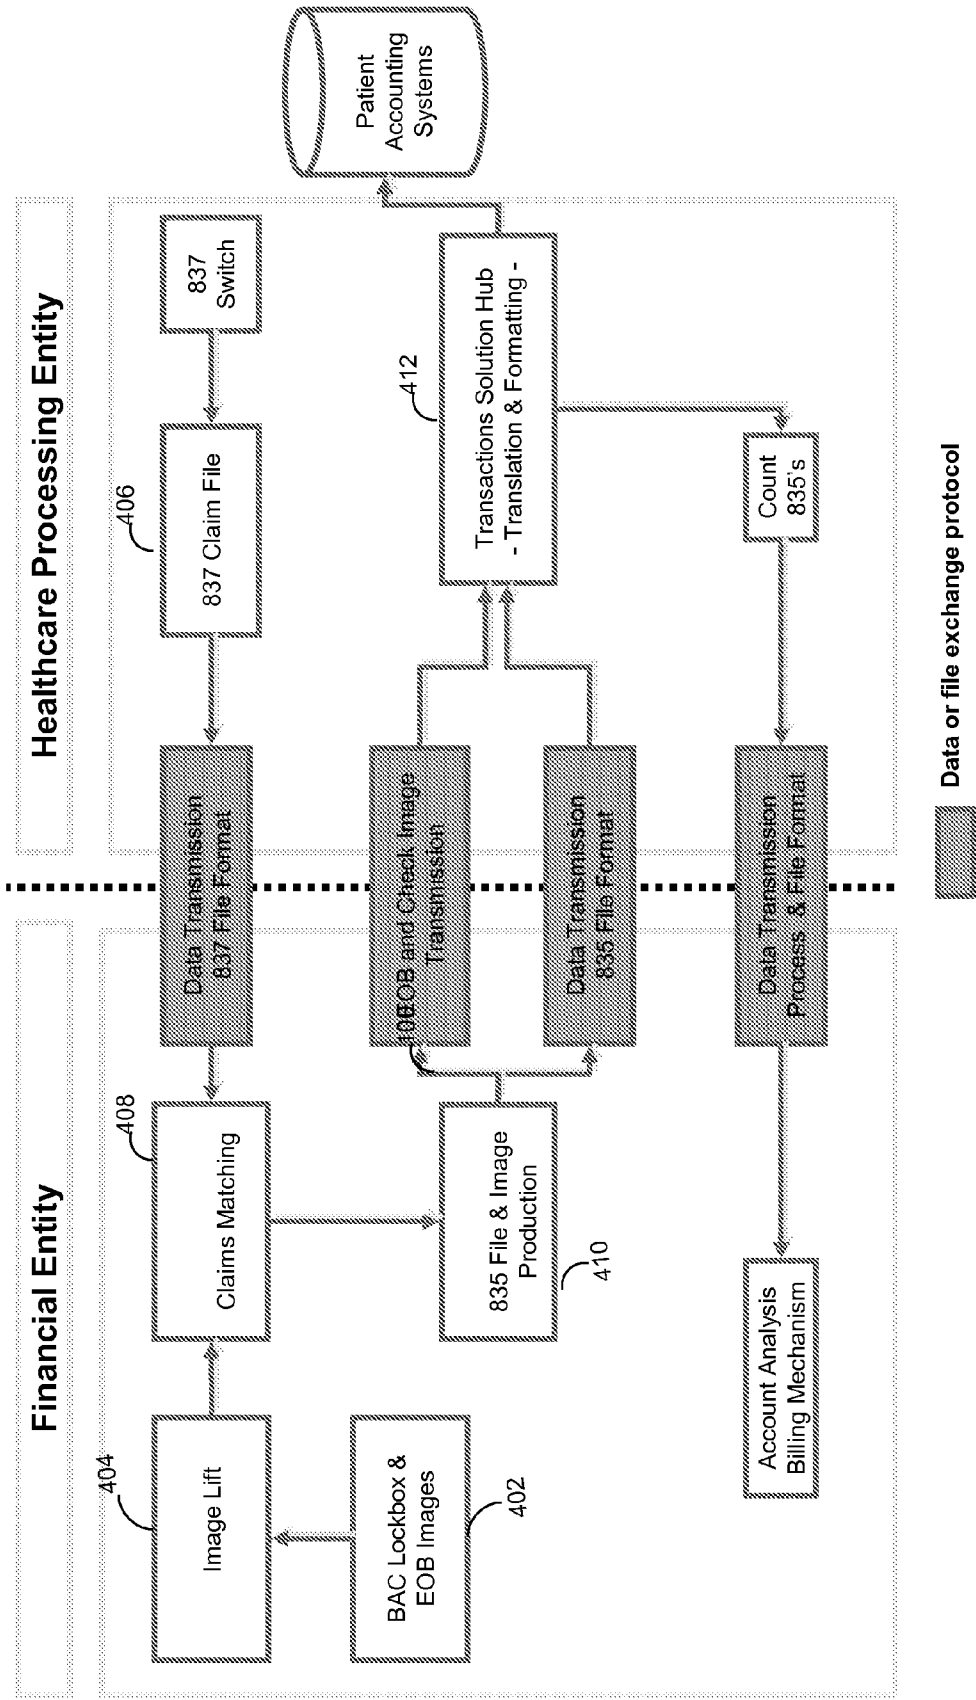 Financial Entity
Healthcare Processing Entity
404
Image Lift
408
Claims Matching
Data Transmission
837 File Format
406
837 Claim File
837
Switch
BAC Lockbox &
EOB Images
402
835 File & Image
Production
410
EOB and Check Image
Transmission
Data Transmission
835 File Format
412
Transactions Solution Hub
- Translation & Formatting -
Patient
Accounting
Systems
Account Analysis
Billing Mechanism
Data Transmission
Process & File Format
Count
835's
Data or file exchange protocol